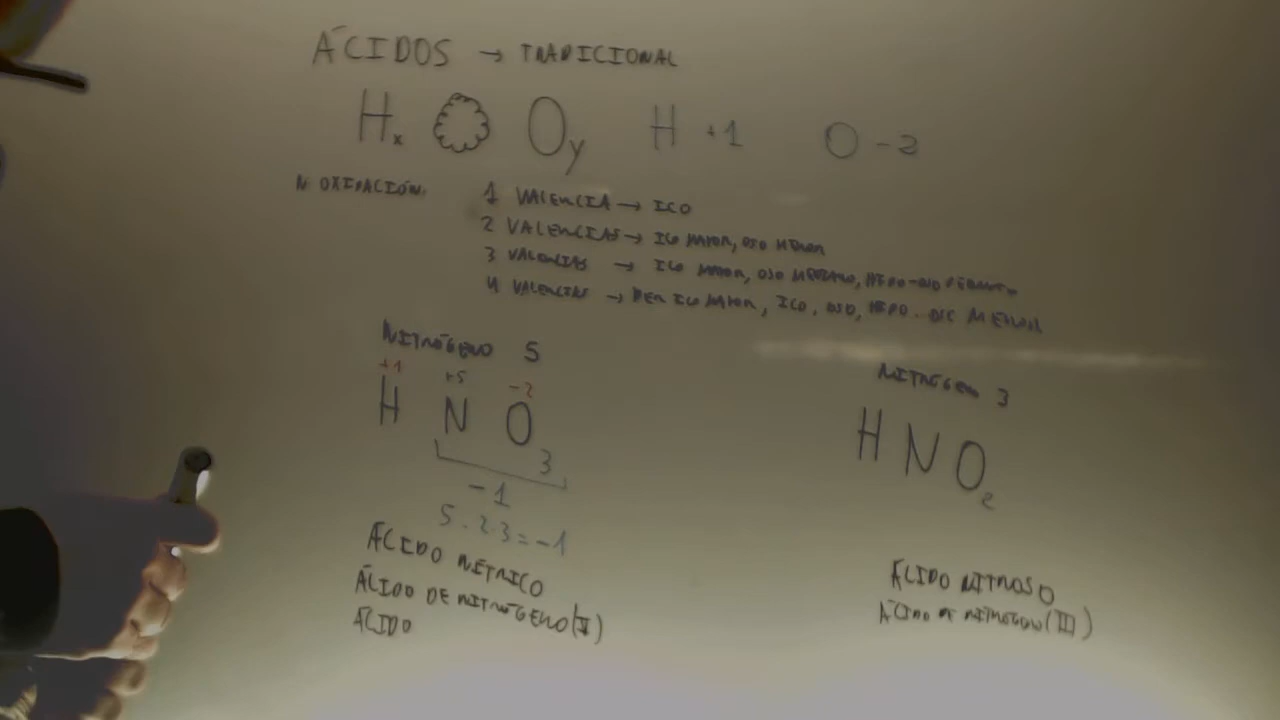 ÁCIDOS → TRADICIONAL
Hx Oy H +1 O -2
N OXIDACIÓN: 1 VALENCIA → ICO
2 VALENCIAS → ICO MAYOR, OSO MENOR
3 VALENCIAS → ICO MAYOR, OSO MEDIANO, HIPO-OSO PEQUEÑO
4 VALENCIAS → PER ICO MAYOR, ICO, OSO, HIPO MENOR
NITRÓGENO 5
+1 +5 -2
H N O3
-1
5 - 2·3 = -1
ÁCIDO NÍTRICO
ÁCIDO DE NITRÓGENO (V)
ÁCIDO
NITRÓGENO 3
H N O2
ÁCIDO NITROSO
ÁCIDO DE NITRÓGENO (III)